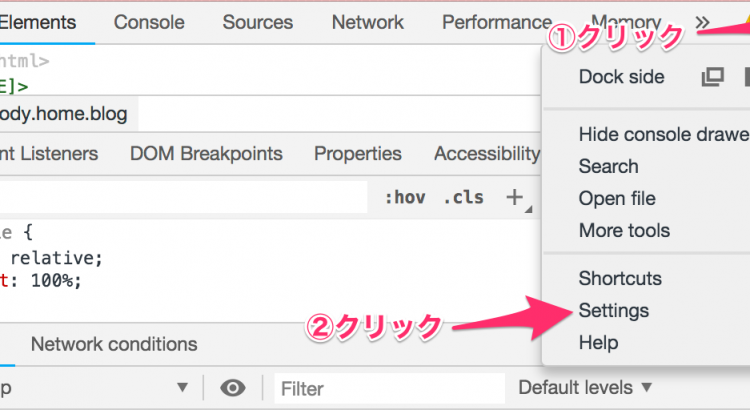 Elements Console Sources Network Performance Memory »
①クリック
html>
E]>
Dock side
ody.home.blog
Hide console drawe
nt Listeners DOM Breakpoints Properties Accessibility
Search
:hov .cls +
Open file
More tools
le {
relative;
t: 100%;
Shortcuts
②クリック
Settings
Help
Network conditions
p ▼ Filter Default levels ▼